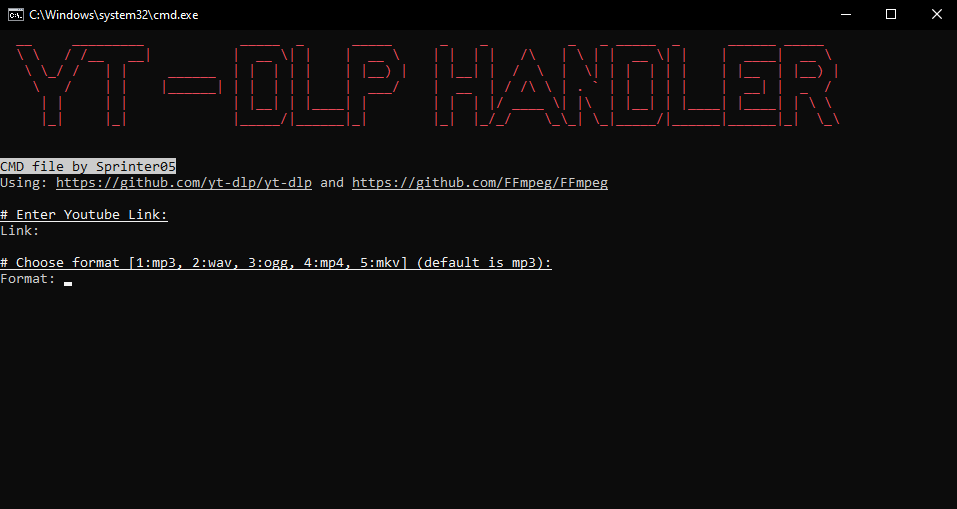 C:\Windows\system32\cmd.exe
YT-DLP HANDLER
CMD file by Sprinter05
Using: https://github.com/yt-dlp/yt-dlp and https://github.com/FFmpeg/FFmpeg
# Enter Youtube Link:
Link:
# Choose format [1:mp3, 2:wav, 3:ogg, 4:mp4, 5:mkv] (default is mp3):
Format: